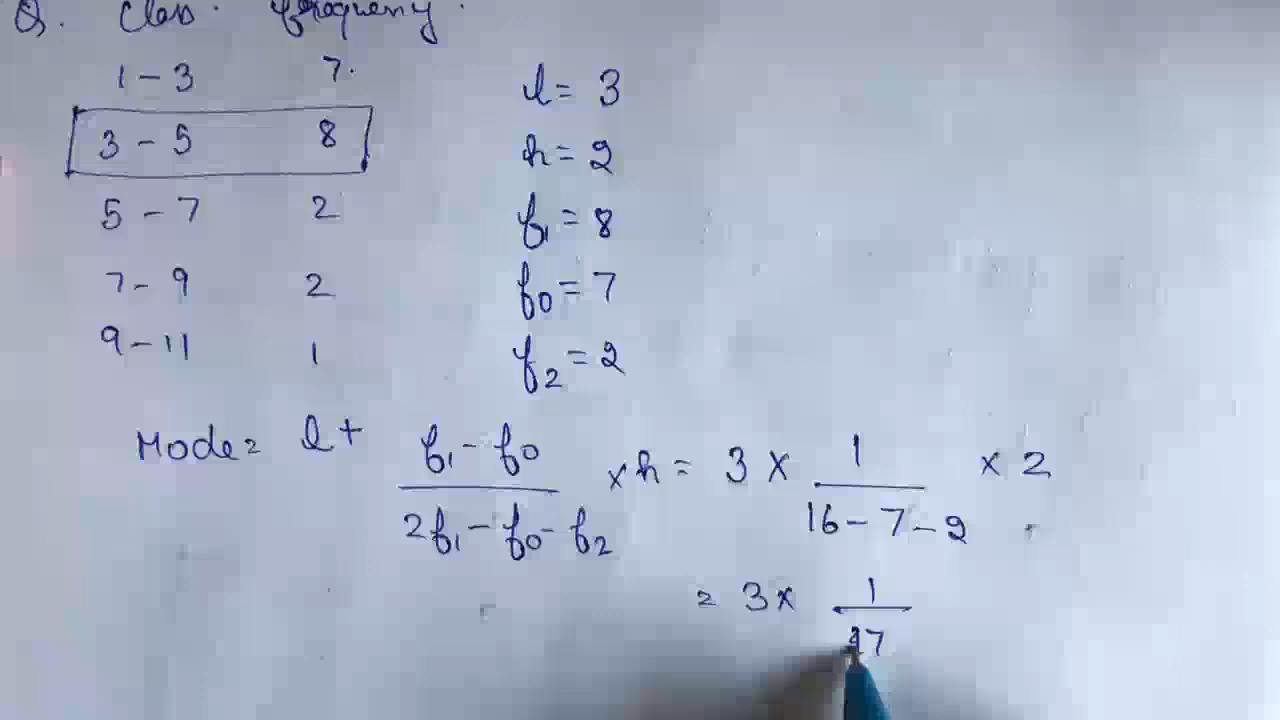 Q. Class. frequeny.
1 - 3 7.
3 - 5 8
5 - 7 2
7 - 9 2
9 - 11 1
l = 3
h = 2
f₁ = 8
f0 = 7
f₂ = 2
Mode = l + f₁ - f0 / 2f₁ - f0 - f₂ × h = 3 × 1 / 16 - 7 - 2 × 2
= 3 × 1 /